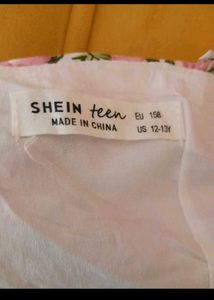 SHEIN teen EU 158
MADE IN CHINA US 12-13Y